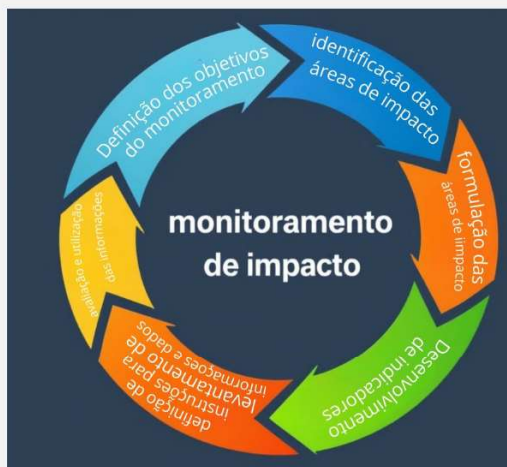 Definição dos objetivos
do monitoramento
identificação das
áreas de impacto
formulação das
áreas de iimpacto
Desenvolvimento
de indicadores
definição de
instruções para
levantamento de
informações e dados
avaliação e utilização
das informações
monitoramento
de impacto